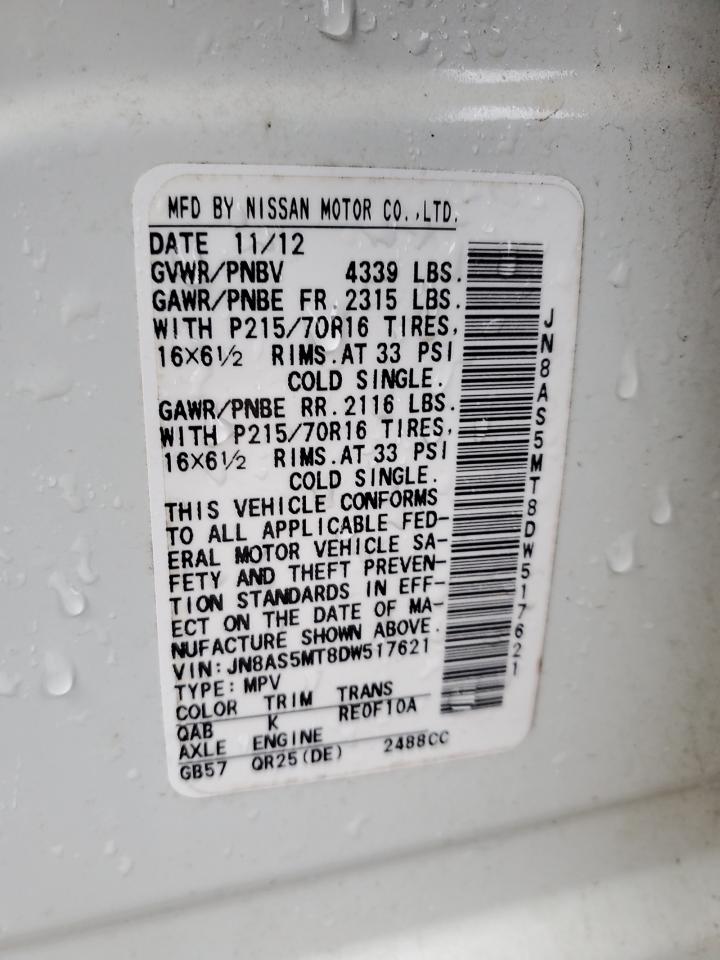 MFD BY NISSAN MOTOR CO.,LTD.
DATE 11/12
GVWR/PNBV 4339 LBS.
GAWR/PNBE FR.2315 LBS.
WITH P215/70R16 TIRES,
16×6½ RIMS.AT 33 PSI
COLD SINGLE.
GAWR/PNBE RR.2116 LBS.
WITH P215/70R16 TIRES,
16×6½ RIMS.AT 33 PSI
COLD SINGLE.
THIS VEHICLE CONFORMS
TO ALL APPLICABLE FED-
ERAL MOTOR VEHICLE SA-
FETY AND THEFT PREVEN-
TION STANDARDS IN EFF-
ECT ON THE DATE OF MA-
NUFACTURE SHOWN ABOVE.
VIN:JN8AS5MT8DW517621
TYPE:MPV
COLOR TRIM TRANS
QAB K RE0F10A
AXLE ENGINE
GB57 QR25(DE) 2488CC
JN8AS5MT8DW517621